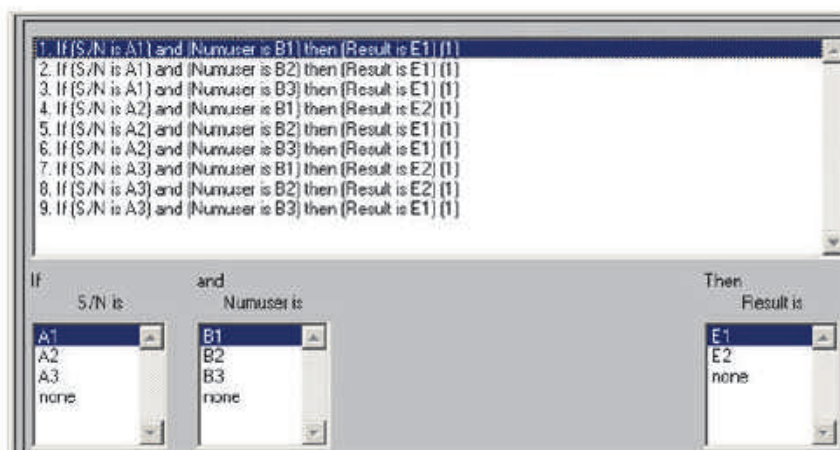 1. If (S/N is A1) and (Numuser is B1) then (Result is E1) (1)
2. If (S/N is A1) and (Numuser is B2) then (Result is E1) (1)
3. If (S/N is A1) and (Numuser is B3) then (Result is E1) (1)
4. If (S/N is A2) and (Numuser is B1) then (Result is E2) (1)
5. If (S/N is A2) and (Numuser is B2) then (Result is E1) (1)
6. If (S/N is A2) and (Numuser is B3) then (Result is E1) (1)
7. If (S/N is A3) and (Numuser is B1) then (Result is E2) (1)
8. If (S/N is A3) and (Numuser is B2) then (Result is E2) (1)
9. If (S/N is A3) and (Numuser is B3) then (Result is E1) (1)
If and Then
S/N is Numuser is Result is
A1 B1 E1
A2 B2 E2
A3 B3 none
none none